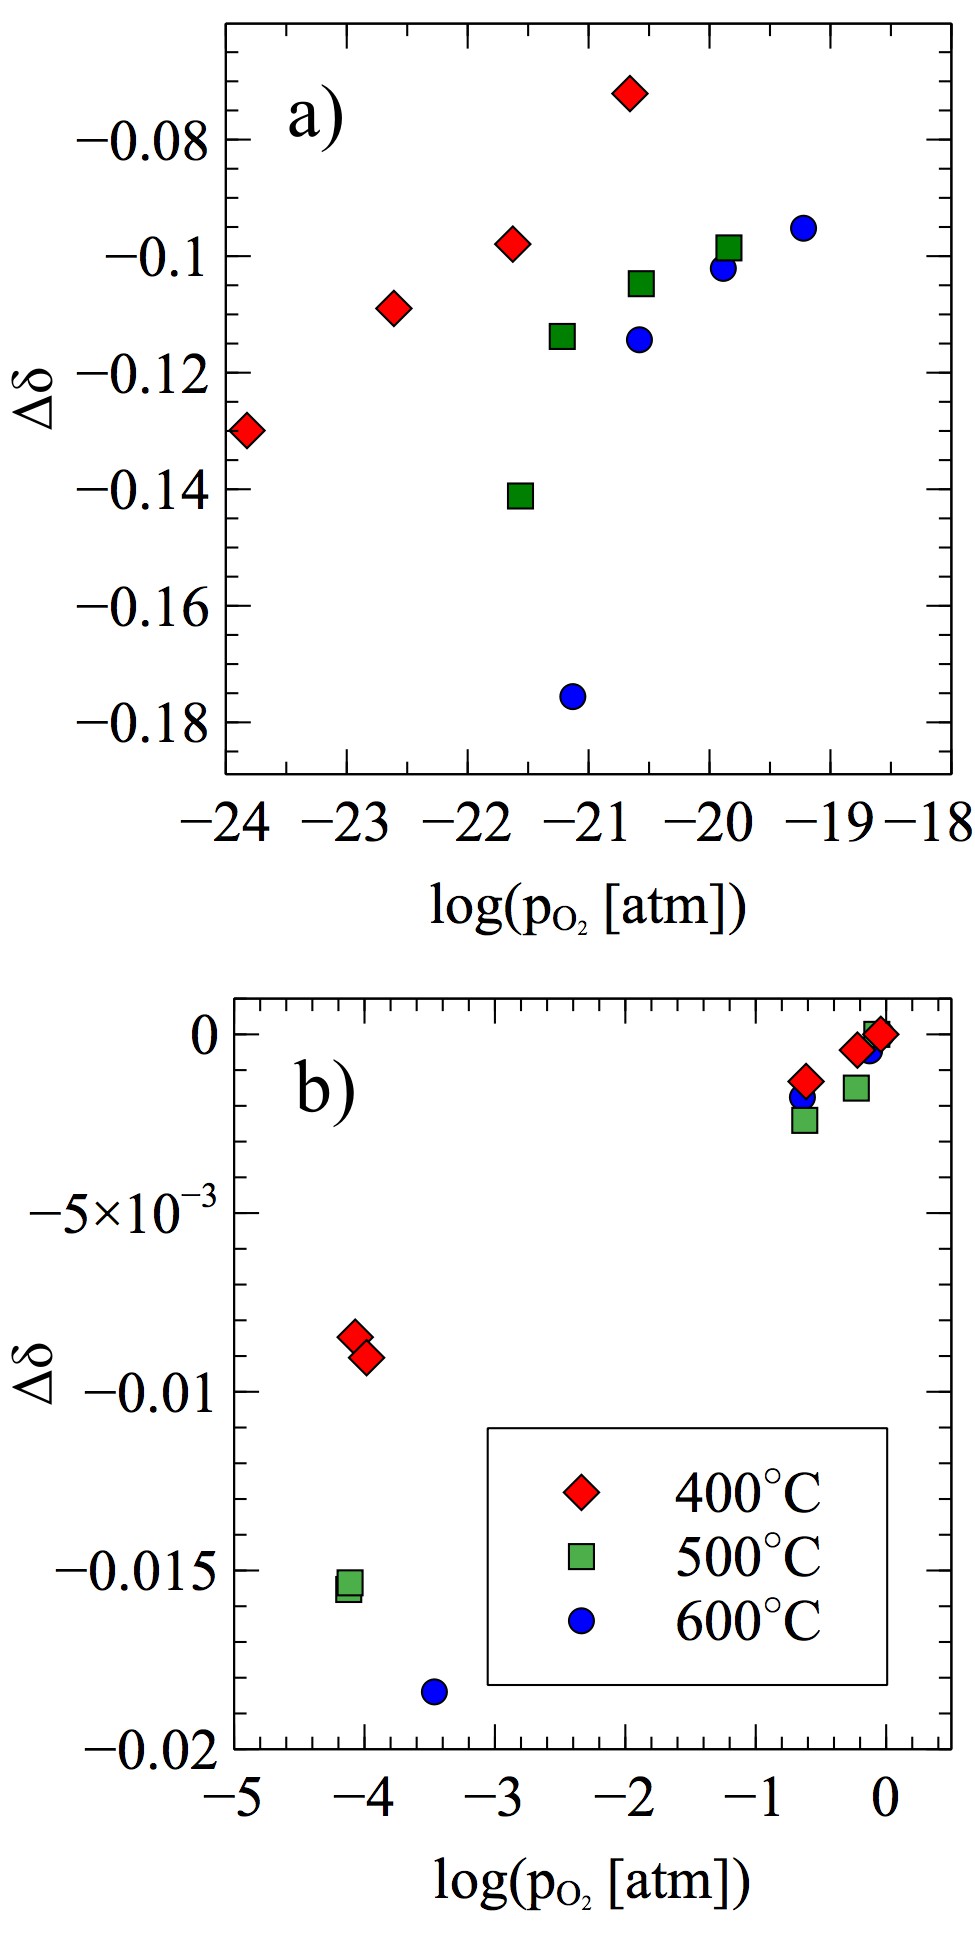 a)
−0.08
−0.1
−0.12
−0.14
−0.16
−0.18
Δδ
−24 −23 −22 −21 −20 −19 −18
log(pO₂ [atm])
b)
0
−5×10⁻³
−0.01
−0.015
−0.02
Δδ
400°C
500°C
600°C
−5 −4 −3 −2 −1 0
log(pO₂ [atm])